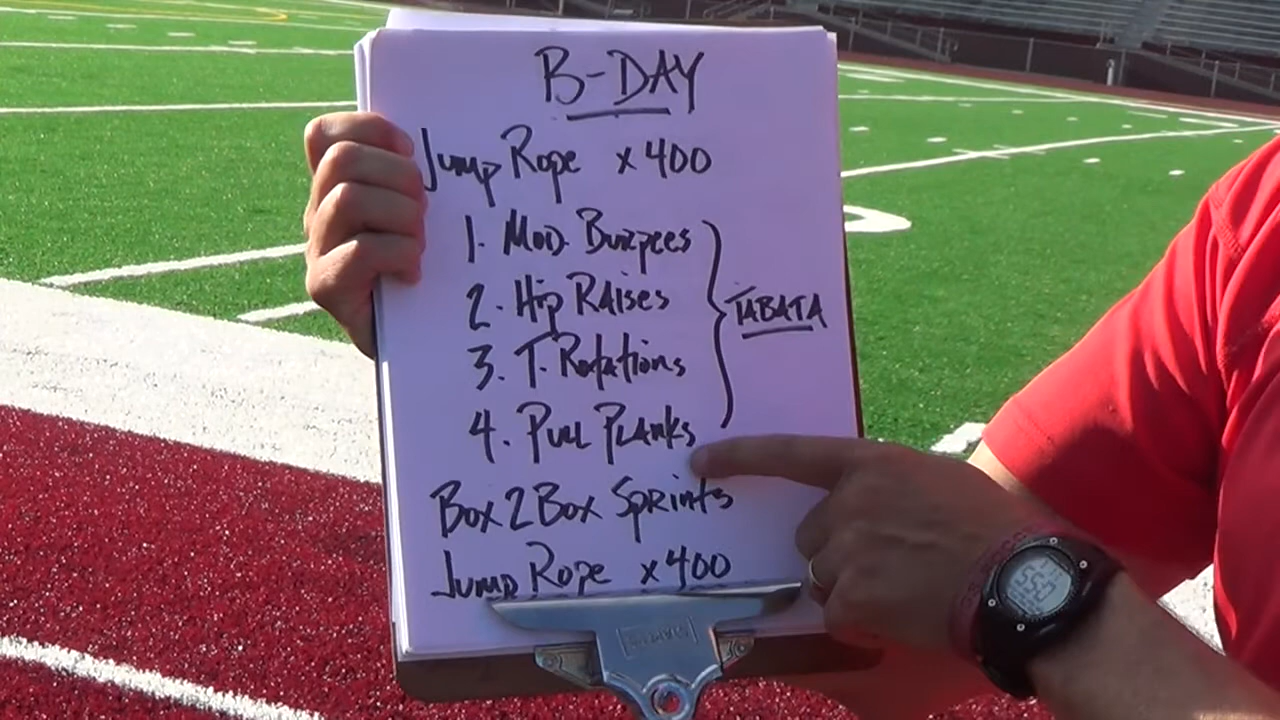 B-DAY
Jump Rope x400
1. Mod. Burpees
2. Hip Raises
3. T. Rotations
4. Pull Planks
TABATA
Box 2 Box Sprints
Jump Rope x400